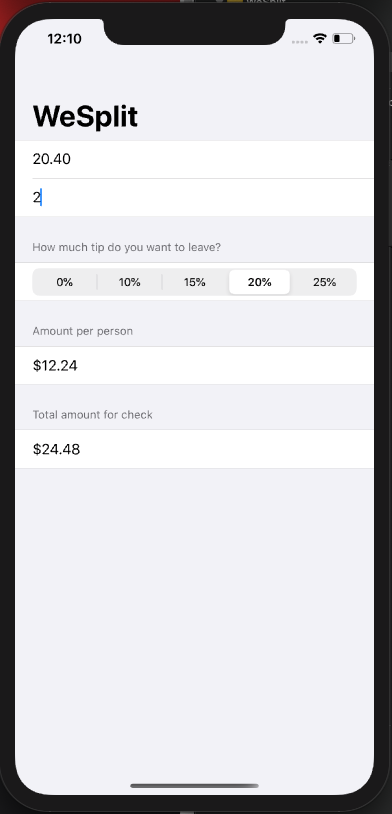 12:10
WeSplit
20.40
2
How much tip do you want to leave?
0% 10% 15% 20% 25%
Amount per person
$12.24
Total amount for check
$24.48